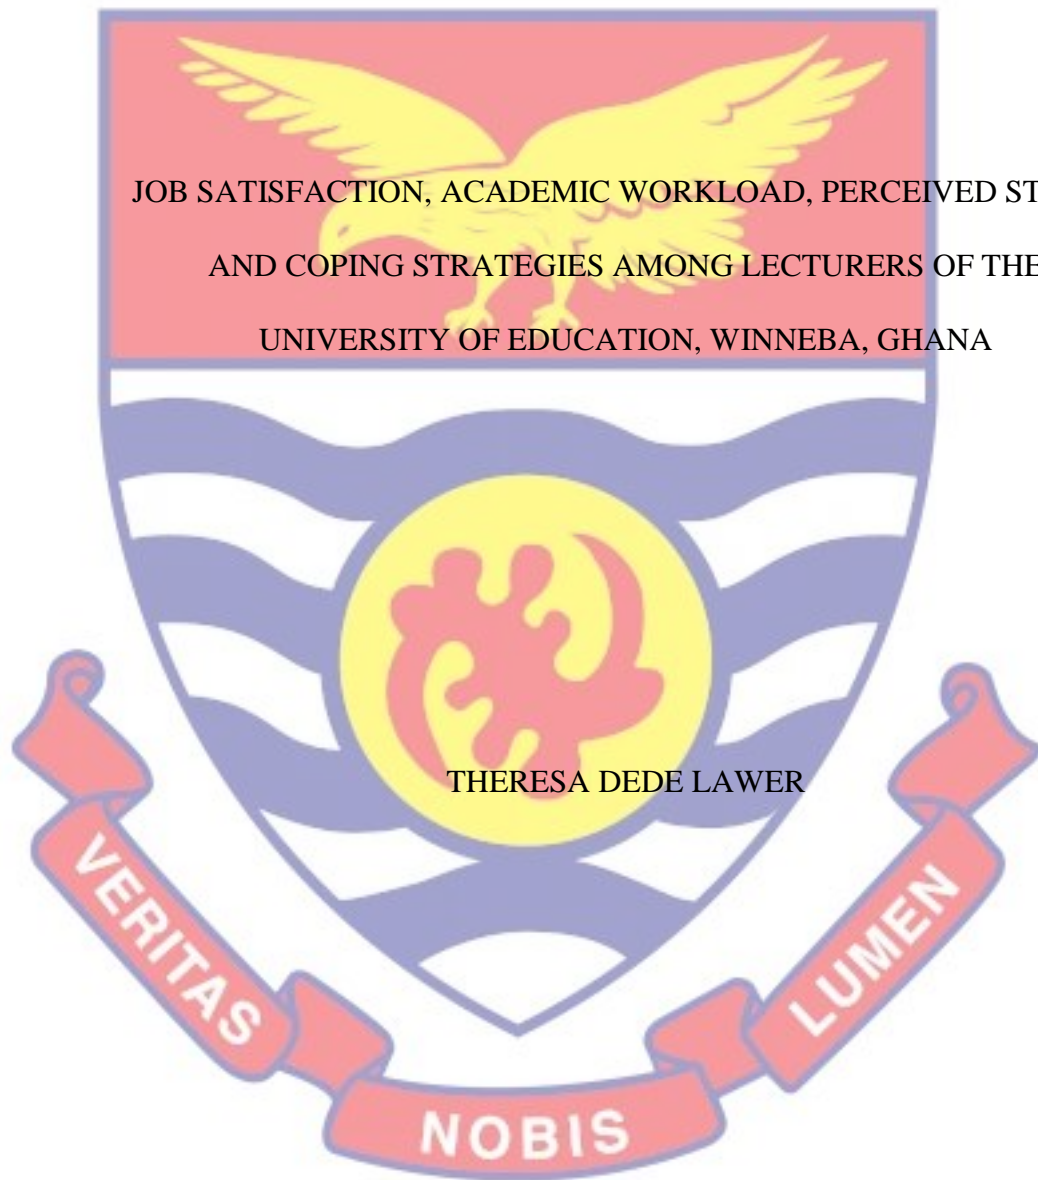 JOB SATISFACTION, ACADEMIC WORKLOAD, PERCEIVED
AND COPING STRATEGIES AMONG LECTURERS OF THE
UNIVERSITY OF EDUCATION, WINNEBA, GHANA
THERESA DEDE LAWER
VERITAS
NOBIS
LUMEN